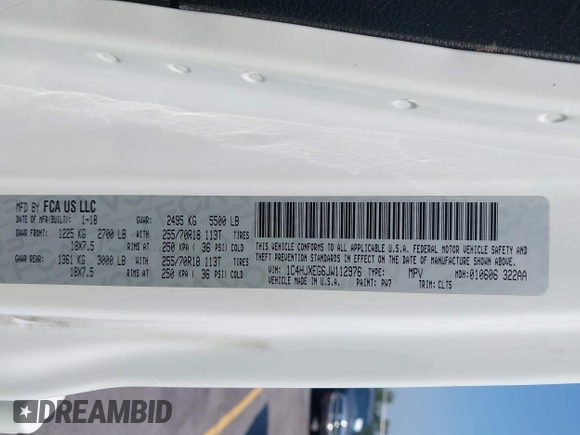 MFD BY FCA US LLC
DATE OF MFR(BUILT): 1-18 GVWR: 2495 KG 5500 LB
GAWR FRONT: 1225 KG 2700 LB WITH 255/70R18 113T
18X7.5 RIMS AT 250 KPA ( 36 PSI) COLD
GAWR REAR: 1361 KG 3000 LB WITH 255/70R18 113T
18X7.5 RIMS AT 250 KPA ( 36 PSI) COLD
THIS VEHICLE CONFORMS TO ALL APPLICABLE U.S.A. FEDERAL MOTOR VEHICLE SAFETY, BUMPER, AND THEFT PREVENTION STANDARDS IN EFFECT ON THE DATE OF MANUFACTURE SHOWN ABOVE.
VIN: 1C4HJXEG6JW112976 TYPE: MPV MDH: 010606 322AA
VEHICLE MADE IN U.S.A. PAINT: PW7 TRIM: CLTS
DREAMBID